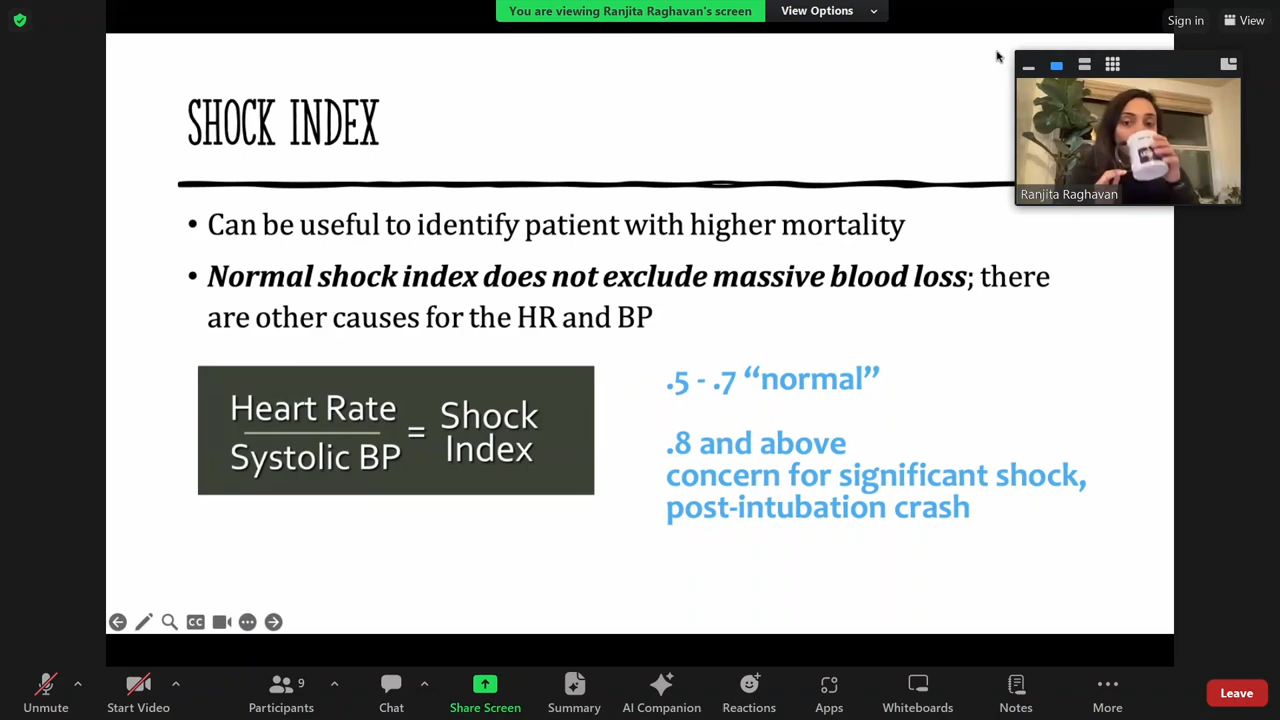 You are viewing Ranjita Raghavan's screen
View Options
Sign in
View
SHOCK INDEX
Ranjita Raghavan
• Can be useful to identify patient with higher mortality
• Normal shock index does not exclude massive blood loss; there
are other causes for the HR and BP
Heart Rate
Systolic BP
=
Shock
Index
.5 - .7 “normal”
.8 and above
concern for significant shock,
post-intubation crash
CC
Unmute
Start Video
Participants
9
Chat
Share Screen
Summary
AI Companion
Reactions
Apps
Whiteboards
Notes
More
Leave